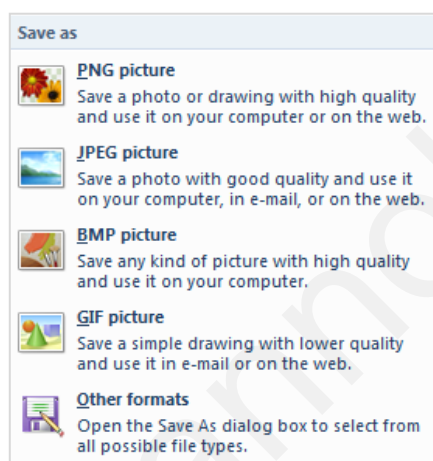 Save as
PNG picture
Save a photo or drawing with high quality
and use it on your computer or on the web.
JPEG picture
Save a photo with good quality and use it
on your computer, in e-mail, or on the web.
BMP picture
Save any kind of picture with high quality
and use it on your computer.
GIF picture
Save a simple drawing with lower quality
and use it in e-mail or on the web.
Other formats
Open the Save As dialog box to select from
all possible file types.